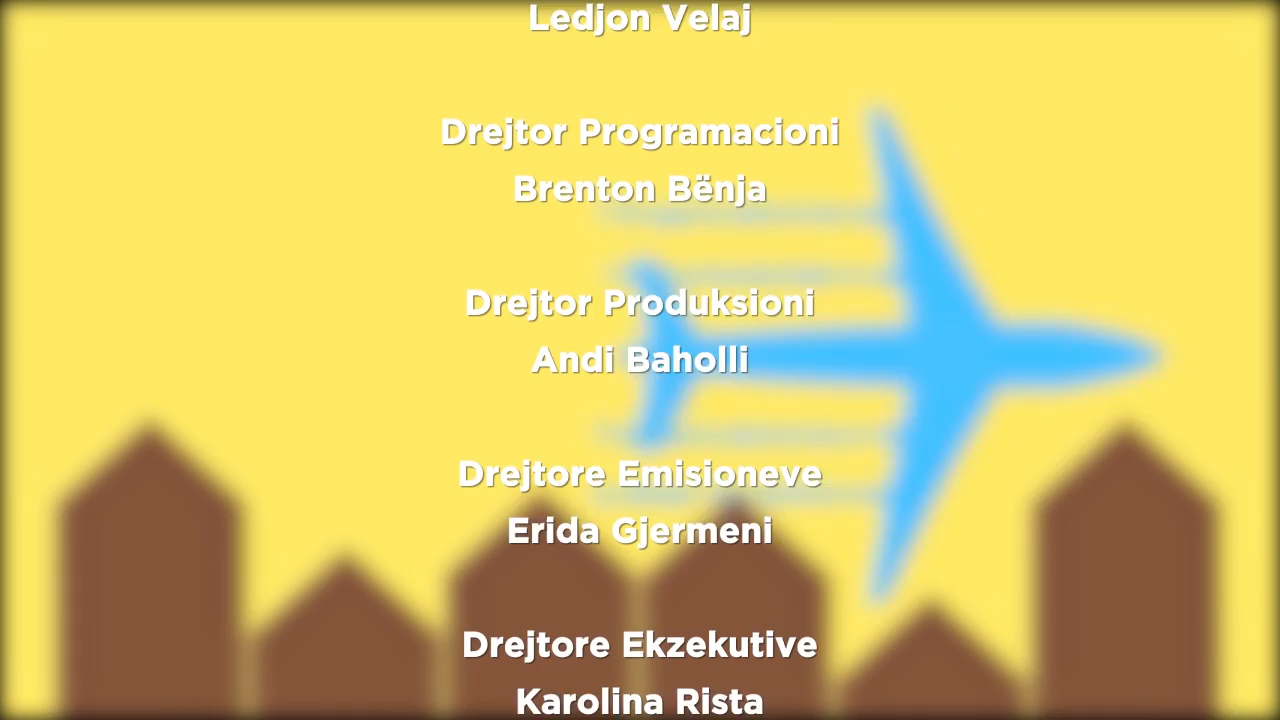 Ledjon Velaj
Drejtor Programacioni
Brenton Bënja
Drejtor Produksioni
Andi Baholli
Drejtore Emisioneve
Erida Gjermeni
Drejtore Ekzekutive
Karolina Rista